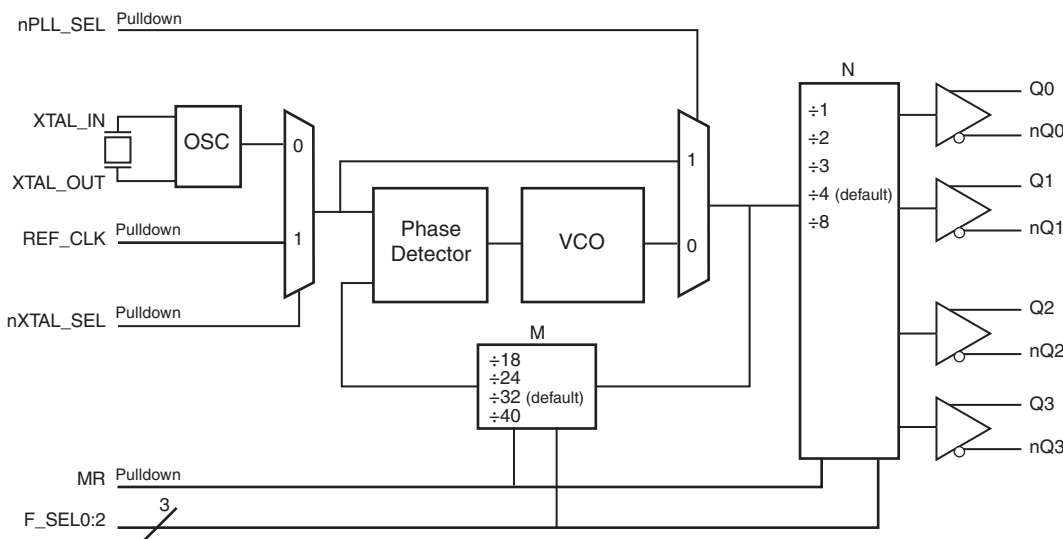 nPLL_SEL Pulldown
N
XTAL_IN
OSC
XTAL_OUT
0
1
REF_CLK Pulldown
nXTAL_SEL Pulldown
Phase
Detector
VCO
1
0
M
÷18
÷24
÷32 (default)
÷40
÷1
÷2
÷3
÷4 (default)
÷8
Q0
nQ0
Q1
nQ1
Q2
nQ2
Q3
nQ3
MR Pulldown
F_SEL0:2
3